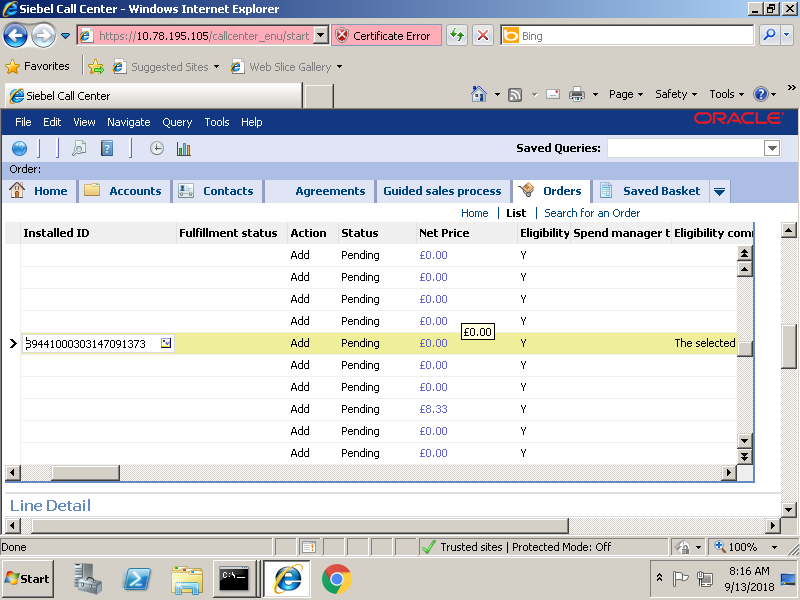 Siebel Call Center - Windows Internet Explorer
https://10.78.195.105/callcenter_enu/start
Certificate Error
Bing
Favorites
Suggested Sites
Web Slice Gallery
Siebel Call Center
Page
Safety
Tools
File Edit View Navigate Query Tools Help
ORACLE
Saved Queries:
Order:
Home Accounts Contacts Agreements Guided sales process Orders Saved Basket
Home | List | Search for an Order
Installed ID Fulfillment status Action Status Net Price Eligibility Spend manager t Eligibility com
Add Pending £0.00 Y
Add Pending £0.00 Y
Add Pending £0.00 Y
Add Pending £0.00 Y
£0.00
39441000303147091373 Add Pending £0.00 Y The selected
Add Pending £0.00 Y
Add Pending £0.00 Y
Add Pending £8.33 Y
Add Pending £0.00 Y
Add Pending £0.00 Y
Line Detail
Done
Trusted sites | Protected Mode: Off
100%
Start
C:\_
8:16 AM
9/13/2018